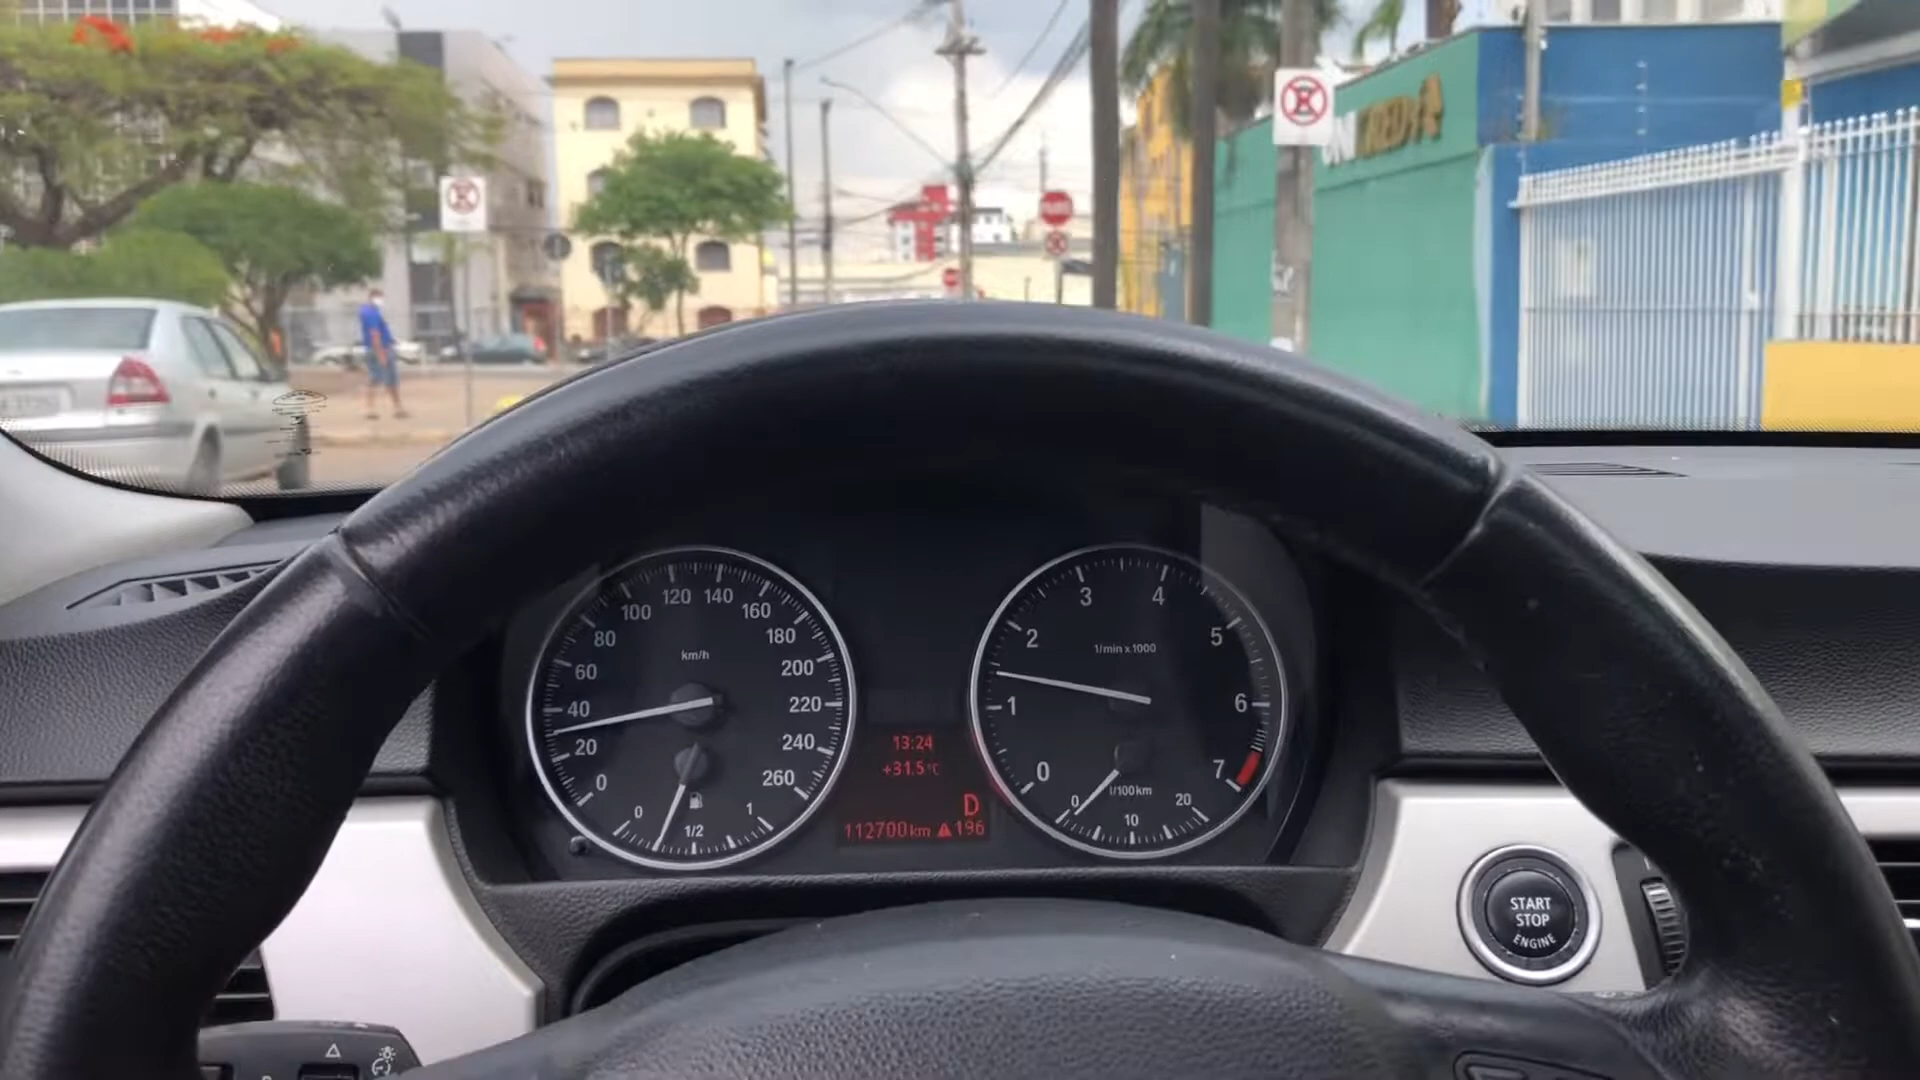 CREDI
120 140
100 160
80 180
60 200
40 220
20 240
0 260
km/h
0 1/2 1
13:24
+31.5°C
D
112700km 196
3 4
2 5
1 6
0 7
1/min x 1000
l/100km
0 10 20
START
STOP
ENGINE